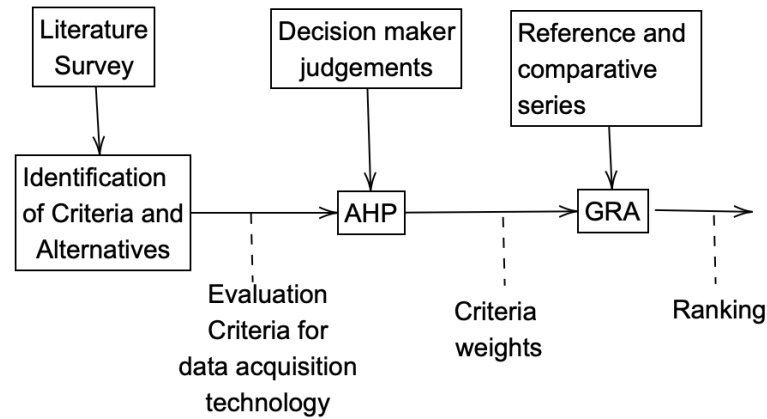 Literature
Survey
Decision maker
judgements
Reference and
comparative
series
Identification
of Criteria and
Alternatives
AHP
GRA
Evaluation
Criteria for
data acquisition
technology
Criteria
weights
Ranking